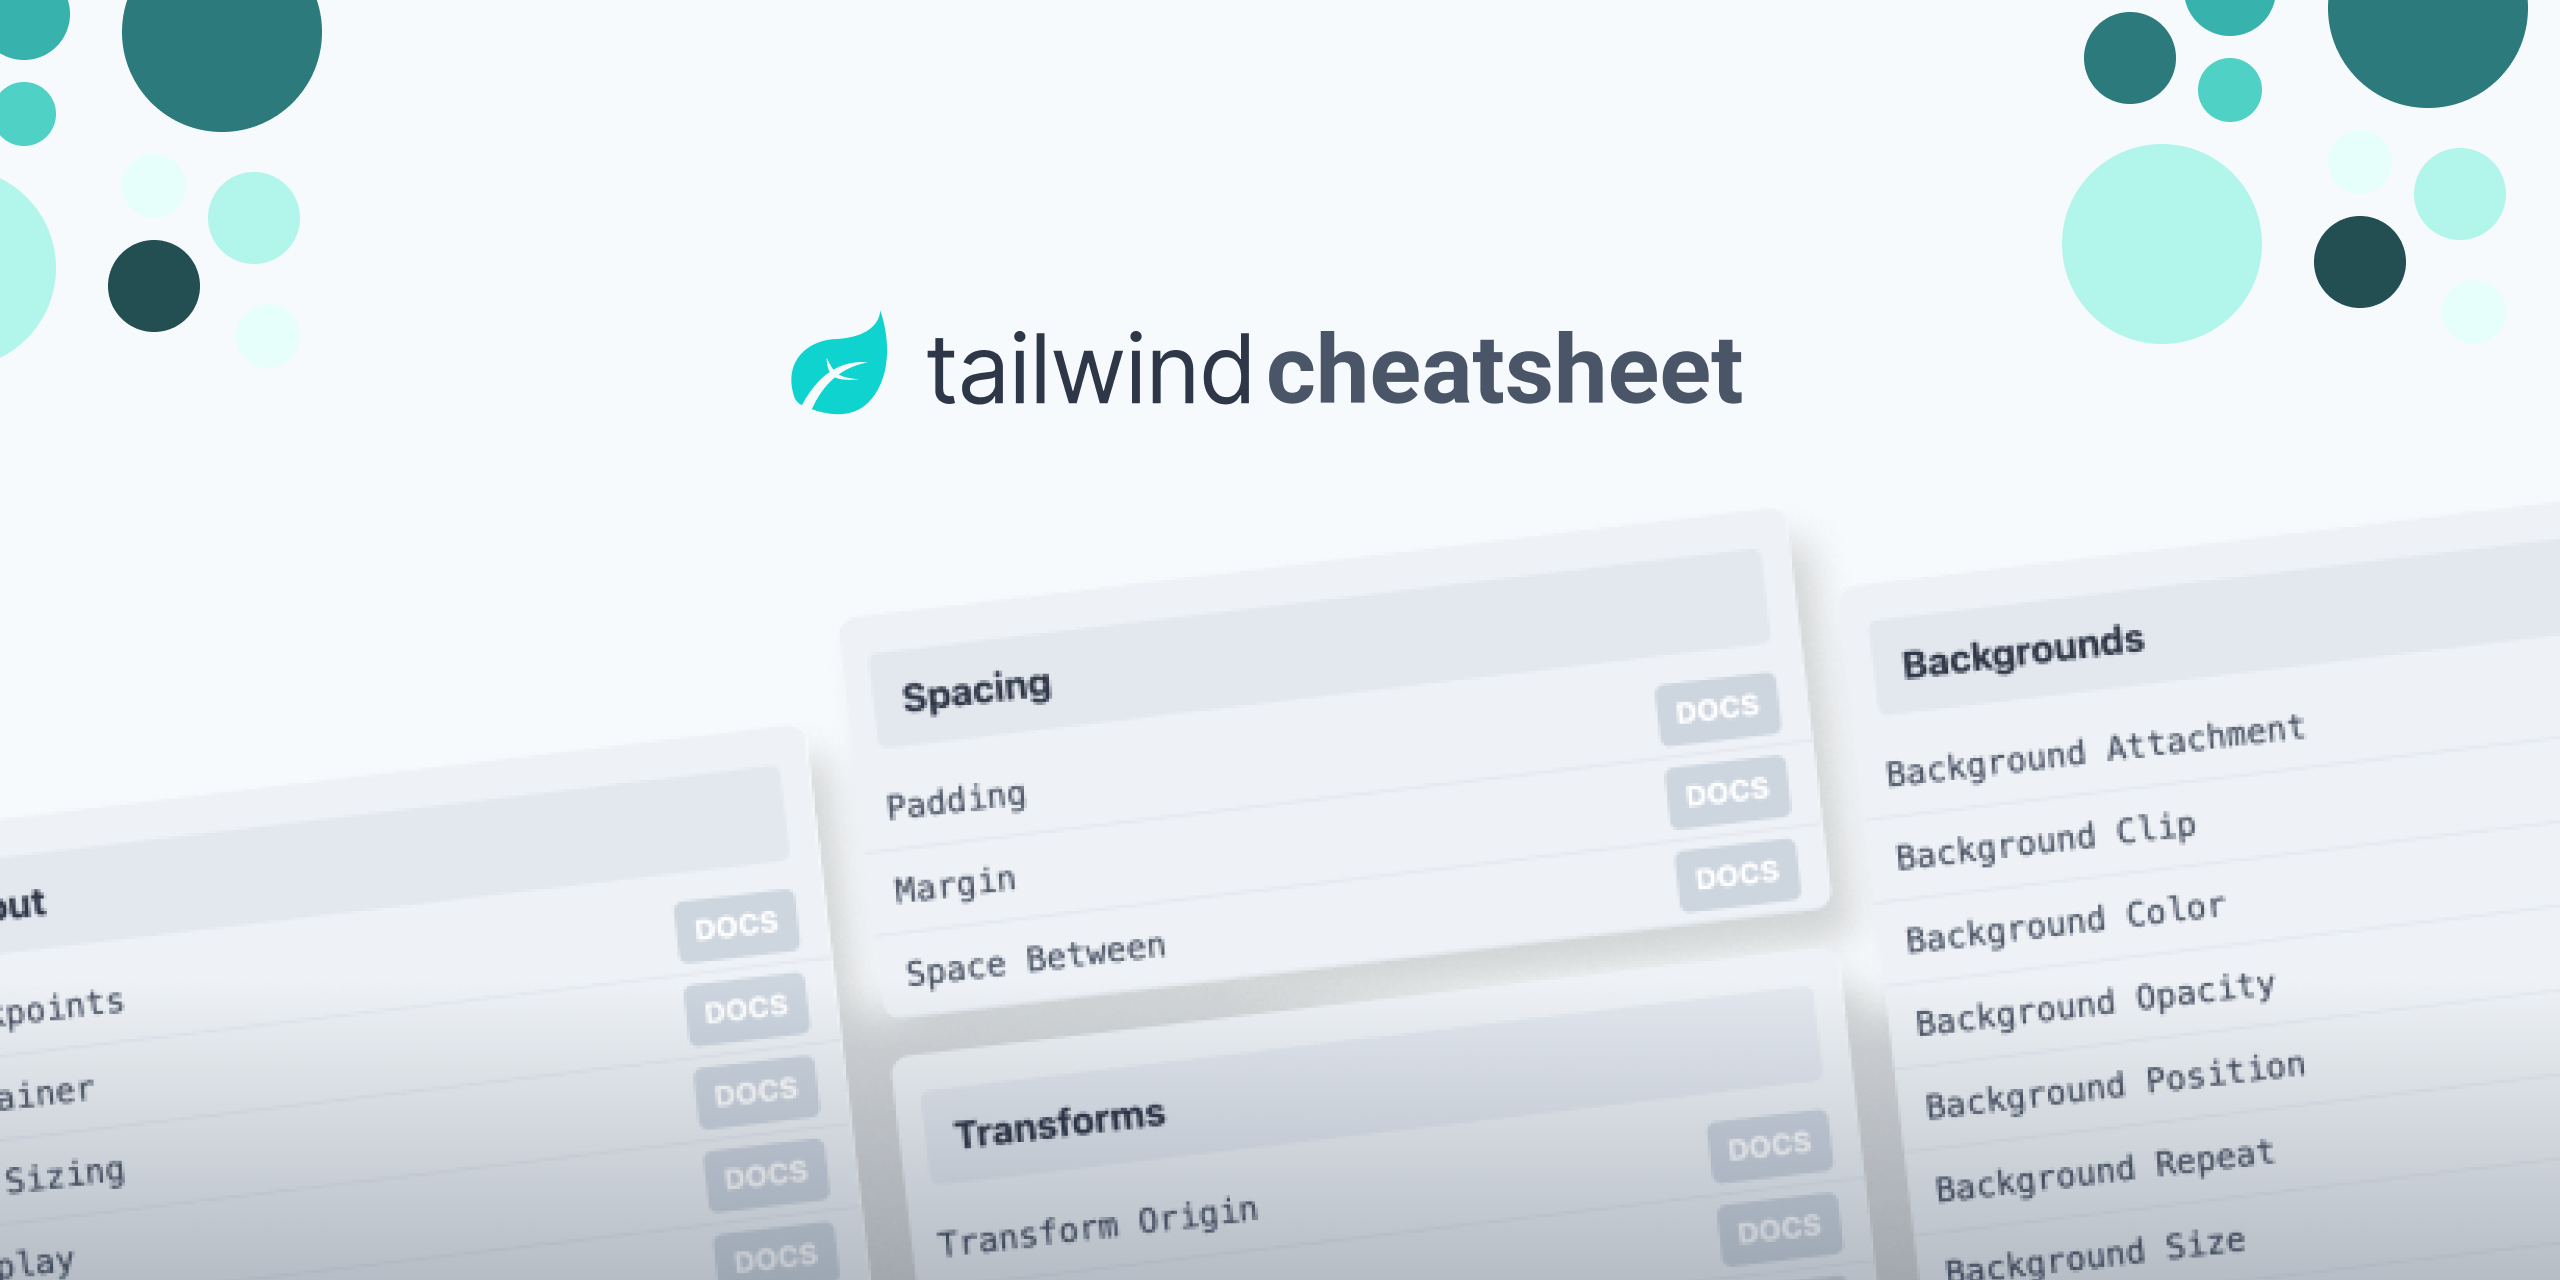 tailwind cheatsheet
out
DOCS
kpoints
DOCS
ainer
DOCS
Sizing
DOCS
play
DOCS
Spacing
DOCS
Padding
DOCS
Margin
DOCS
Space Between
Transforms
DOCS
Transform Origin
DOCS
Backgrounds
Background Attachment
Background Clip
Background Color
Background Opacity
Background Position
Background Repeat
Background Size